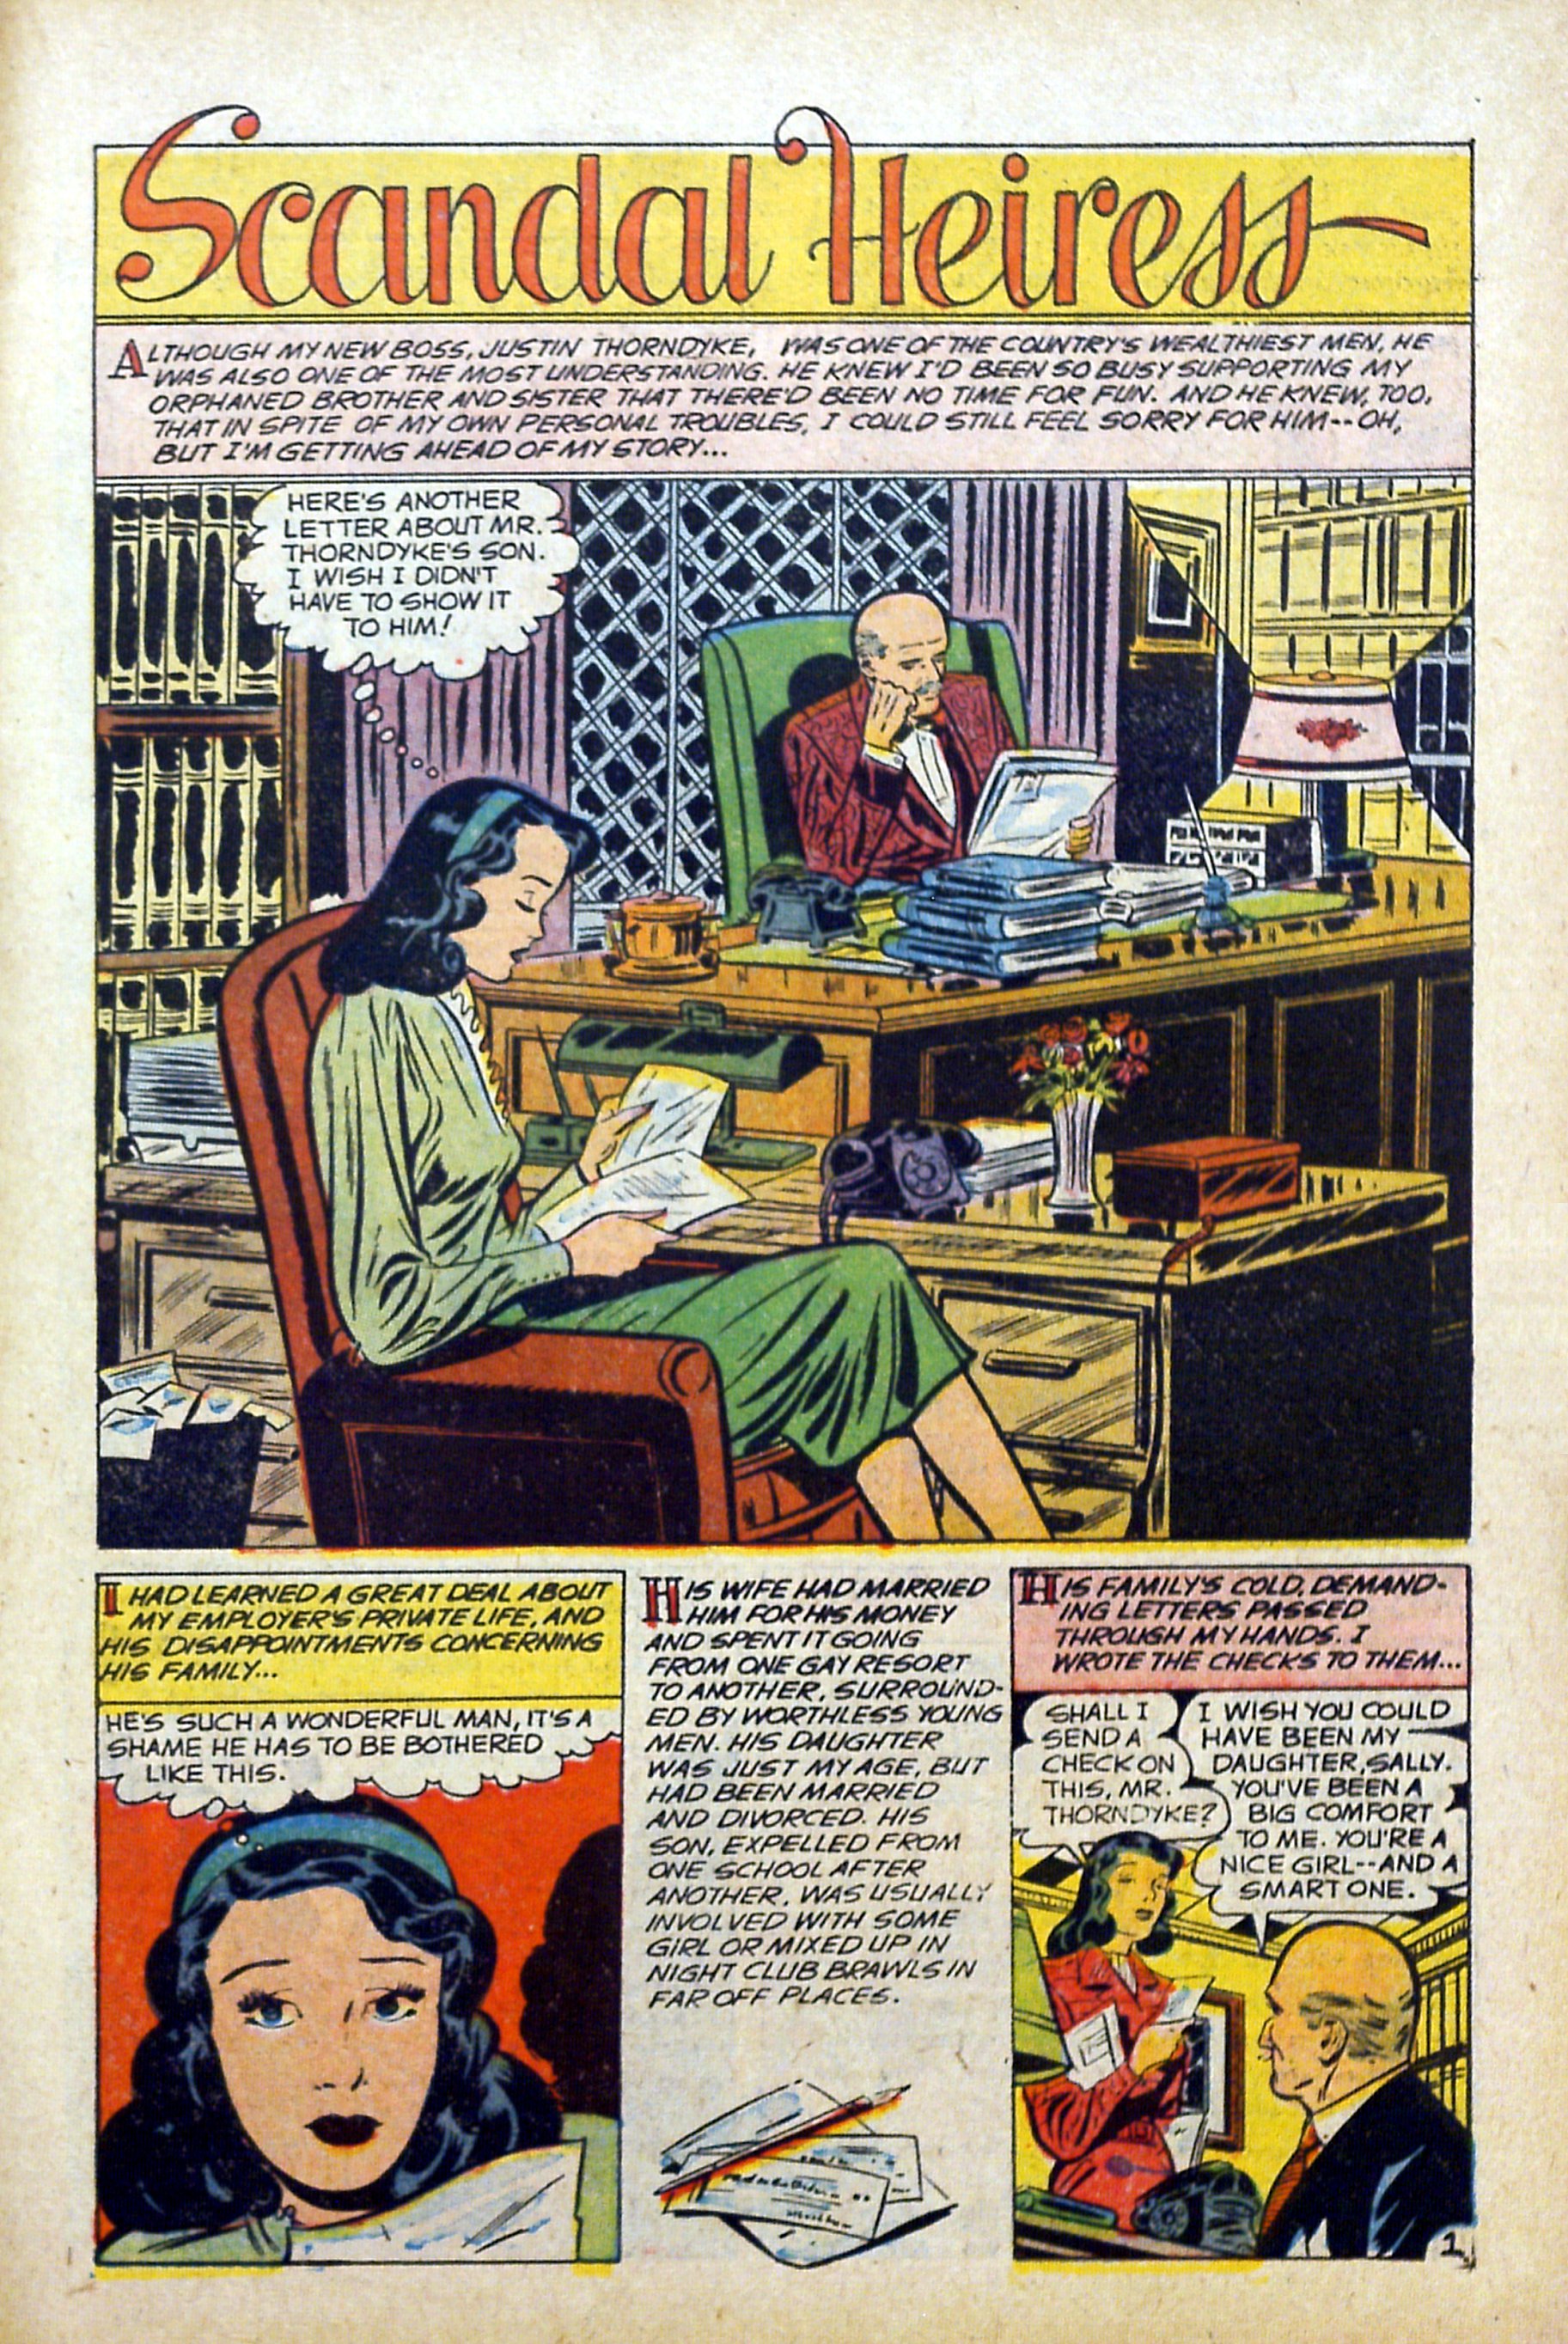 Scandal Heiress
ALTHOUGH MY NEW BOSS, JUSTIN THORNDYKE, WAS ONE OF THE COUNTRY'S WEALTHIEST MEN, HE
WAS ALSO ONE OF THE MOST UNDERSTANDING. HE KNEW I'D BEEN SO BUSY SUPPORTING MY
ORPHANED BROTHER AND SISTER THAT THERE'D BEEN NO TIME FOR FUN. AND HE KNEW, TOO,
THAT IN SPITE OF MY OWN PERSONAL TROUBLES, I COULD STILL FEEL SORRY FOR HIM--OH,
BUT I'M GETTING AHEAD OF MY STORY...
HERE'S ANOTHER
LETTER ABOUT MR.
THORNDYKE'S SON.
I WISH I DIDN'T
HAVE TO SHOW IT
TO HIM!
I HAD LEARNED A GREAT DEAL ABOUT
MY EMPLOYER'S PRIVATE LIFE, AND
HIS DISAPPOINTMENTS CONCERNING
HIS FAMILY...
HE'S SUCH A WONDERFUL MAN, IT'S A
SHAME HE HAS TO BE BOTHERED
LIKE THIS.
HIS WIFE HAD MARRIED
HIM FOR HIS MONEY
AND SPENT IT GOING
FROM ONE GAY RESORT
TO ANOTHER, SURROUND-
ED BY WORTHLESS YOUNG
MEN. HIS DAUGHTER
WAS JUST MY AGE, BUT
HAD BEEN MARRIED
AND DIVORCED. HIS
SON, EXPELLED FROM
ONE SCHOOL AFTER
ANOTHER, WAS USUALLY
INVOLVED WITH SOME
GIRL OR MIXED UP IN
NIGHT CLUB BRAWLS IN
FAR OFF PLACES.
HIS FAMILY'S COLD, DEMAND-
ING LETTERS PASSED
THROUGH MY HANDS. I
WROTE THE CHECKS TO THEM...
SHALL I
SEND A
CHECK ON
THIS, MR.
THORNDYKE?
I WISH YOU COULD
HAVE BEEN MY
DAUGHTER, SALLY.
YOU'VE BEEN A
BIG COMFORT
TO ME. YOU'RE A
NICE GIRL--AND A
SMART ONE.
1